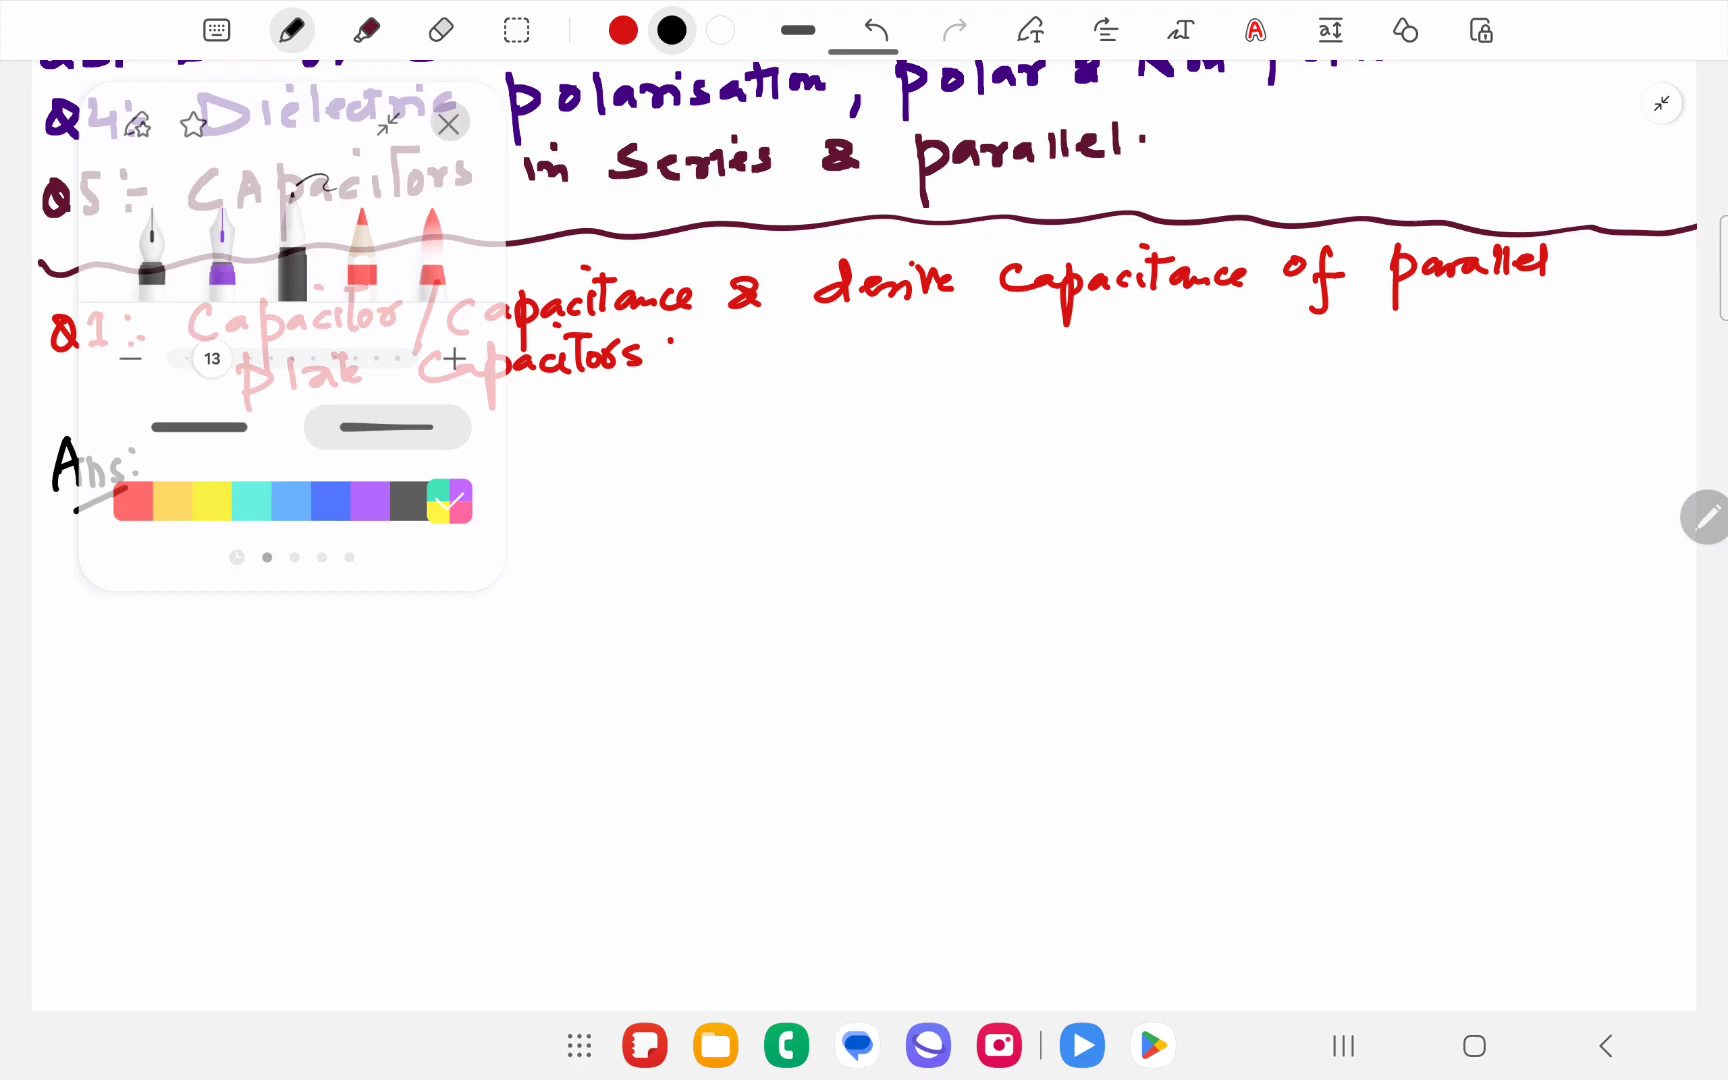 Q4:- Dielectric polarisation, polar &
Q5:- CApacitors in Series & parallel.
Q1:- Capacitor/Capacitance & derive Capacitance of parallel
plate Capacitors.
13
Ans: